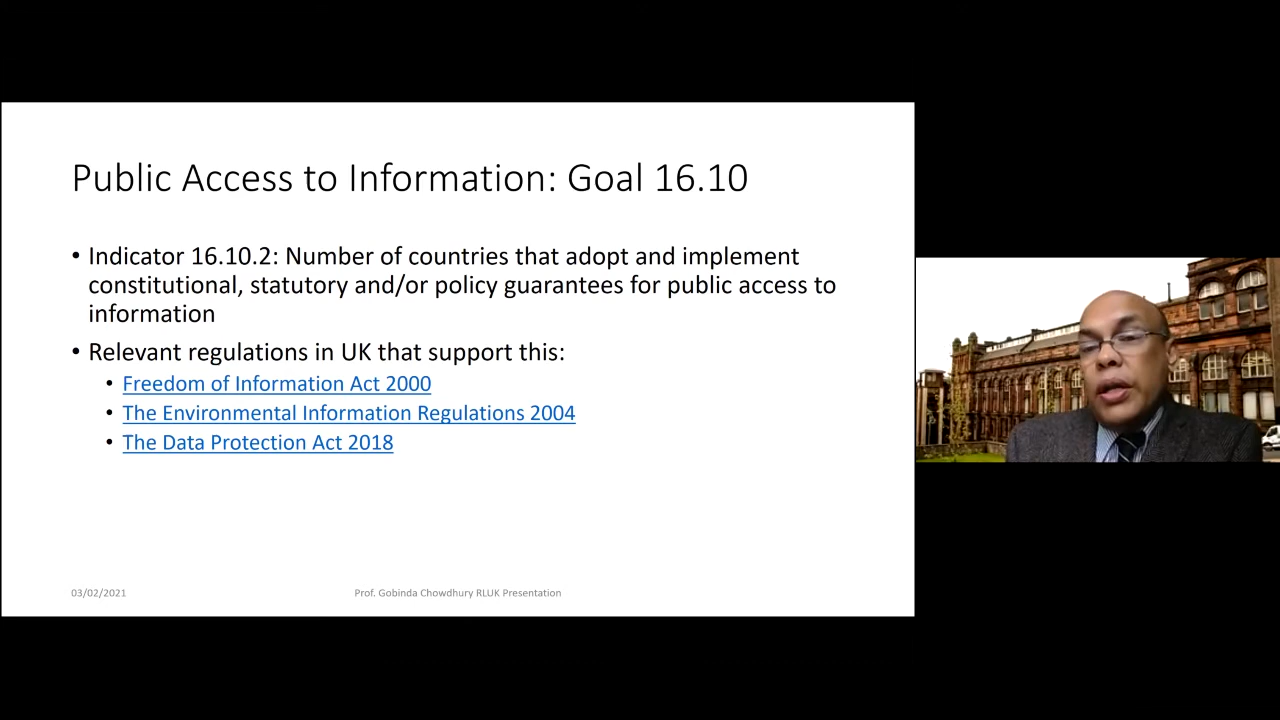 Public Access to Information: Goal 16.10
• Indicator 16.10.2: Number of countries that adopt and implement
constitutional, statutory and/or policy guarantees for public access to
information
• Relevant regulations in UK that support this:
• Freedom of Information Act 2000
• The Environmental Information Regulations 2004
• The Data Protection Act 2018
03/02/2021
Prof. Gobinda Chowdhury RLUK Presentation